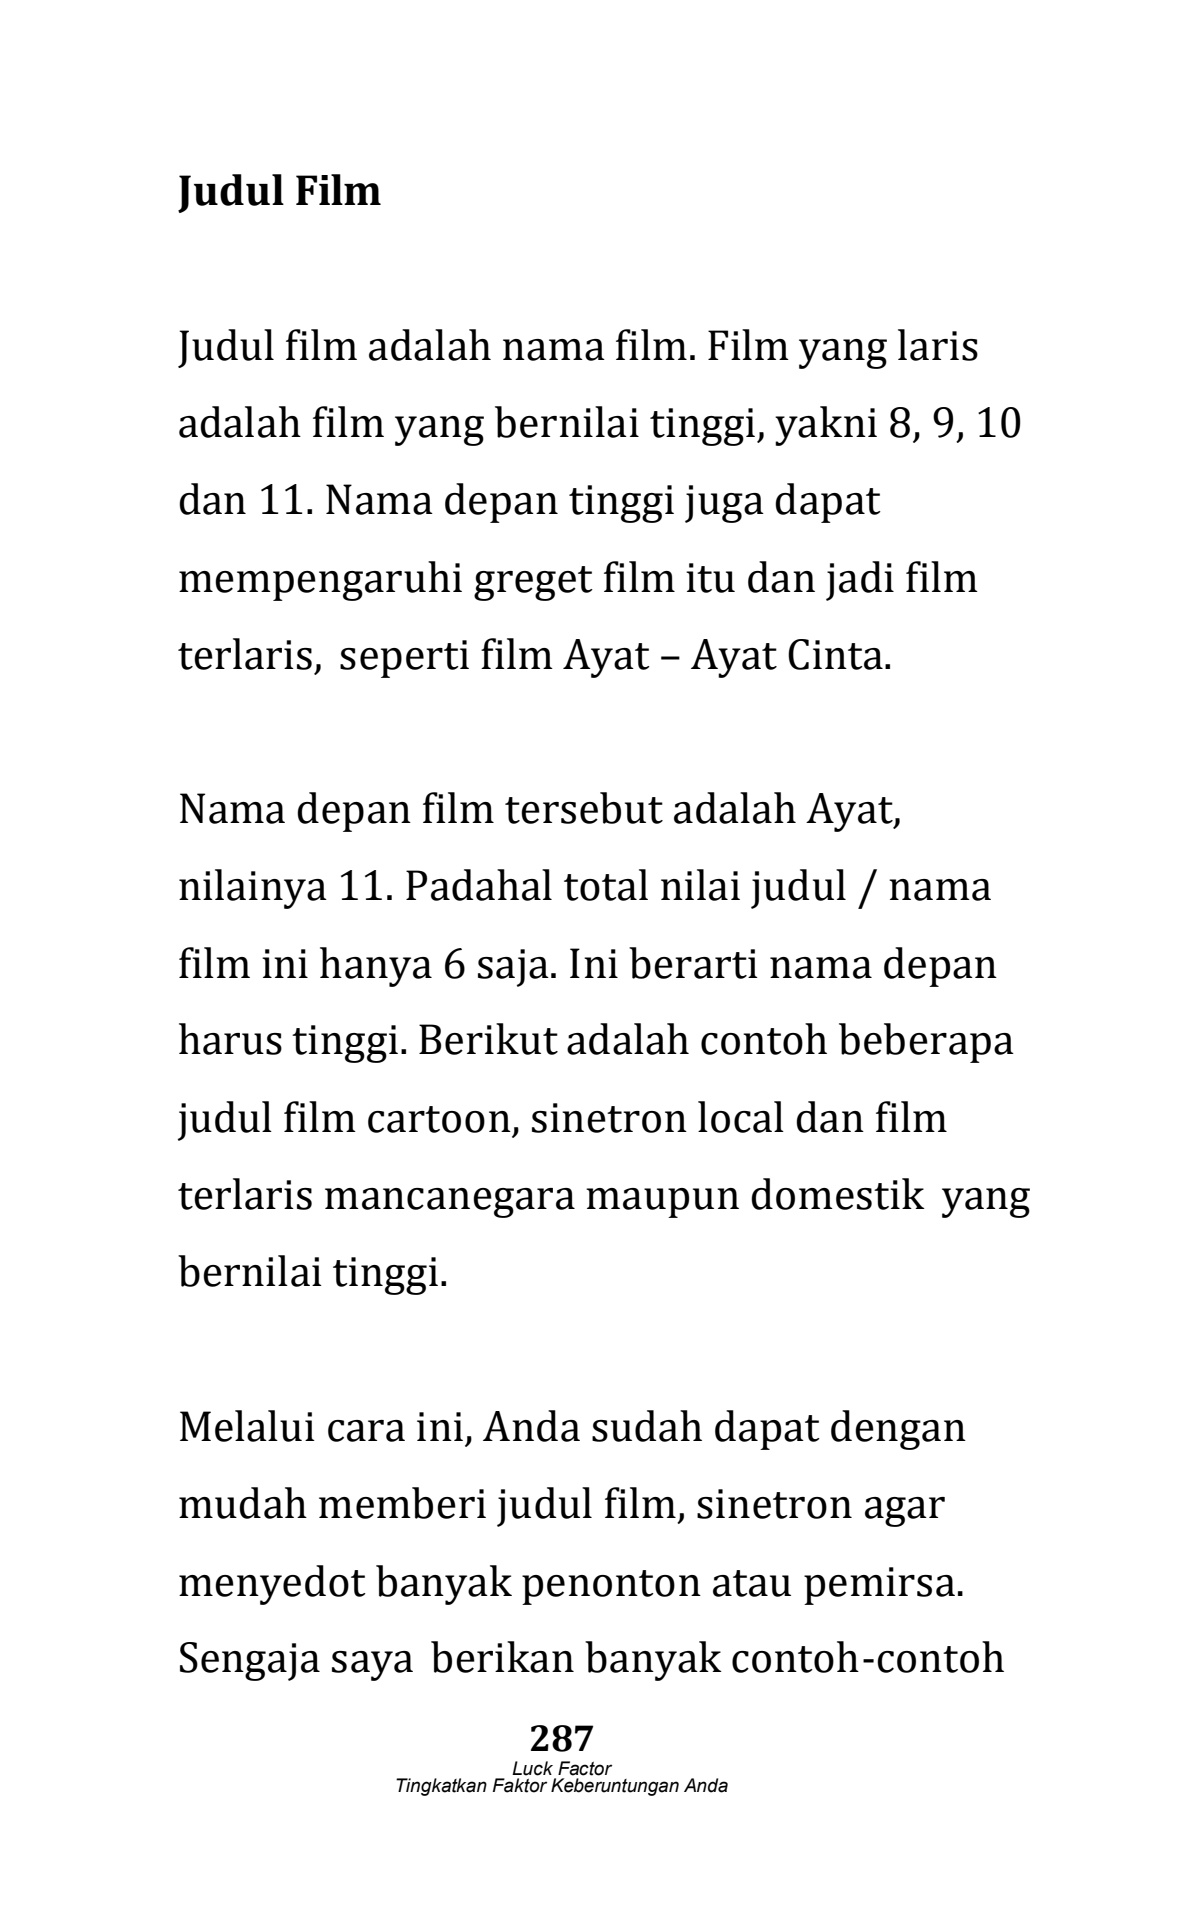 Judul Film
Judul film adalah nama film. Film yang laris
adalah film yang bernilai tinggi, yakni 8, 9, 10
dan 11. Nama depan tinggi juga dapat
mempengaruhi greget film itu dan jadi film
terlaris, seperti film Ayat – Ayat Cinta.
Nama depan film tersebut adalah Ayat,
nilainya 11. Padahal total nilai judul / nama
film ini hanya 6 saja. Ini berarti nama depan
harus tinggi. Berikut adalah contoh beberapa
judul film cartoon, sinetron local dan film
terlaris mancanegara maupun domestik yang
bernilai tinggi.
Melalui cara ini, Anda sudah dapat dengan
mudah memberi judul film, sinetron agar
menyedot banyak penonton atau pemirsa.
Sengaja saya berikan banyak contoh-contoh
287
Luck Factor
Tingkatkan Faktor Keberuntungan Anda